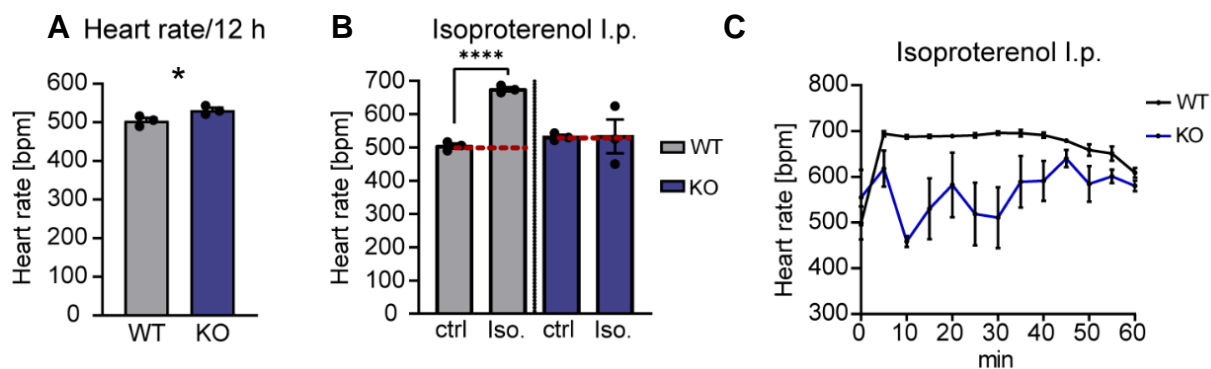 A Heart rate/12 h
*
Heart rate [bpm]
600
500
400
300
200
100
0
WT
KO
B Isoproterenol I.p.
****
Heart rate [bpm]
700
600
500
400
300
200
100
0
ctrl
Iso.
ctrl
Iso.
WT
KO
C
Isoproterenol I.p.
Heart rate [bpm]
800
700
600
500
400
300
0
10
20
30
40
50
60
min
WT
KO